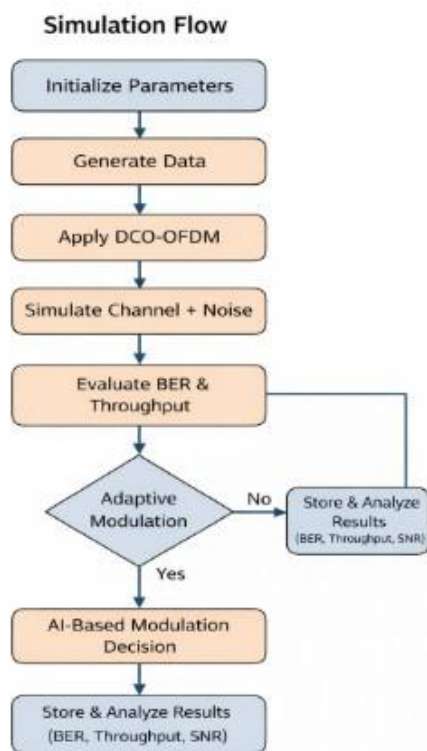 Simulation Flow
Initialize Parameters
Generate Data
Apply DCO-OFDM
Simulate Channel + Noise
Evaluate BER &
Throughput
Adaptive
Modulation
No
Store & Analyze
Results
(BER, Throughput, SNR)
Yes
AI-Based Modulation
Decision
Store & Analyze Results
(BER, Throughput, SNR)